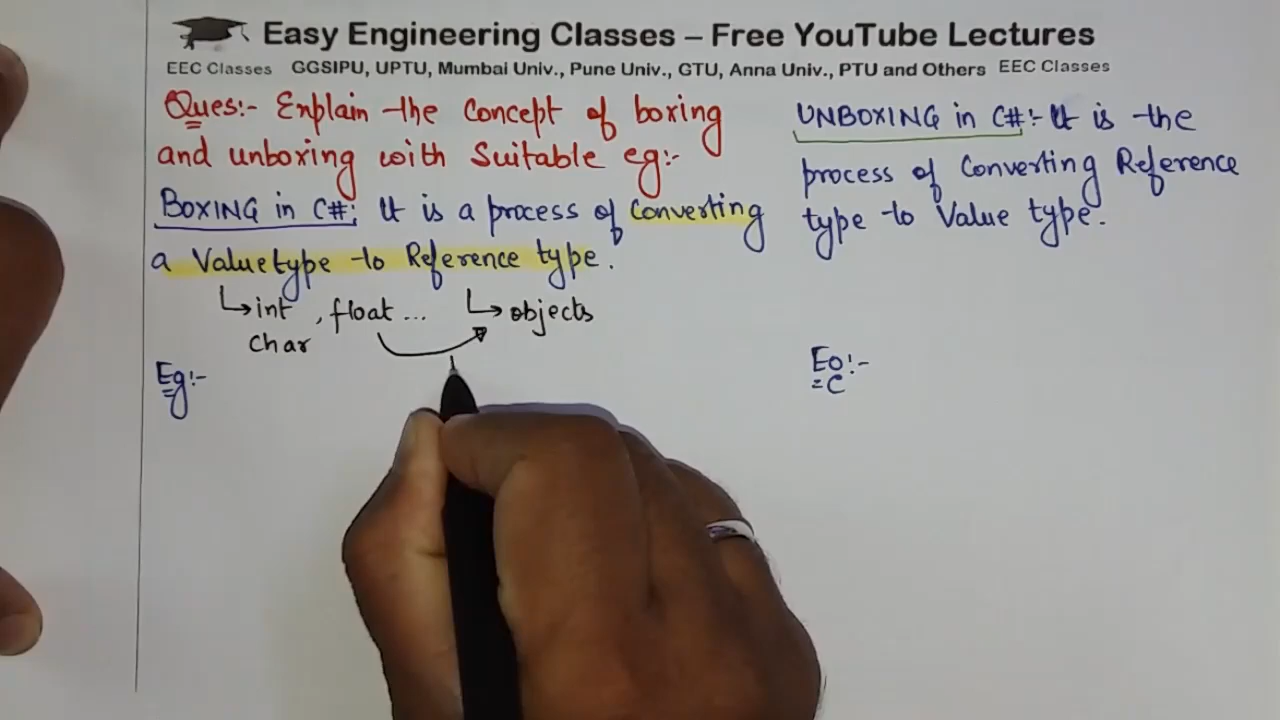 Easy Engineering Classes – Free YouTube Lectures
EEC Classes GGSIPU, UPTU, Mumbai Univ., Pune Univ., GTU, Anna Univ., PTU and Others EEC Classes
Ques:- Explain the Concept of boxing
and unboxing with Suitable eg:-
BOXING in C#: It is a process of Converting
a Valuetype to Reference type.
↳ int , float ... ↳ objects
Char
Eg:-
UNBOXING in C#:- It is the
process of Converting Reference
type to Value type.
Eg:-